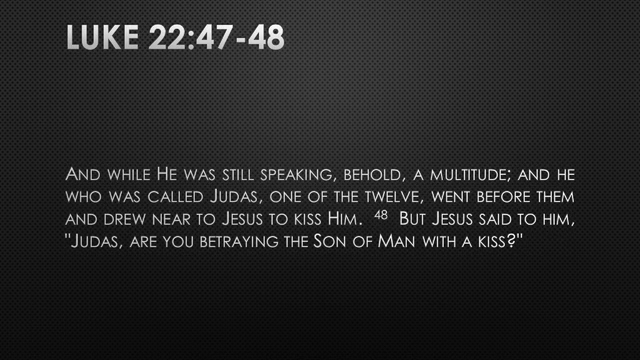 LUKE 22:47-48
AND WHILE HE WAS STILL SPEAKING, BEHOLD, A MULTITUDE; AND HE
WHO WAS CALLED JUDAS, ONE OF THE TWELVE, WENT BEFORE THEM
AND DREW NEAR TO JESUS TO KISS HIM. 48 BUT JESUS SAID TO HIM,
"JUDAS, ARE YOU BETRAYING THE SON OF MAN WITH A KISS?"